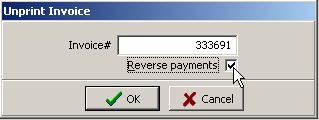 Unprint Invoice
Invoice# 333691
Reverse payments
OK Cancel